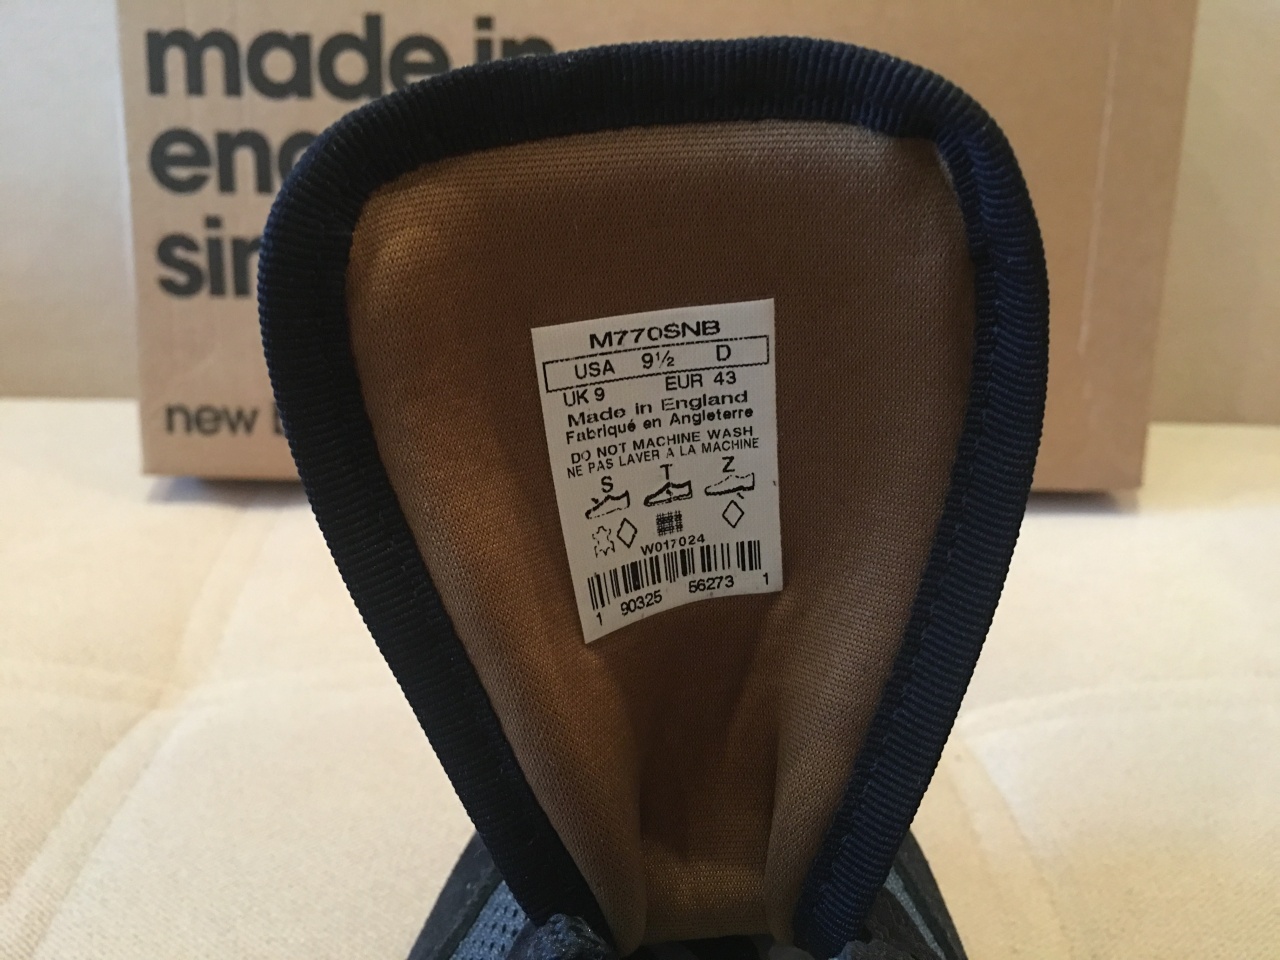 made in
new
M770SNB
USA 9½ D
UK 9 EUR 43
Made in England
Fabriqué en Angleterre
DO NOT MACHINE WASH
NE PAS LAVER A LA MACHINE
S T Z
W017024
1 90325 56273 1